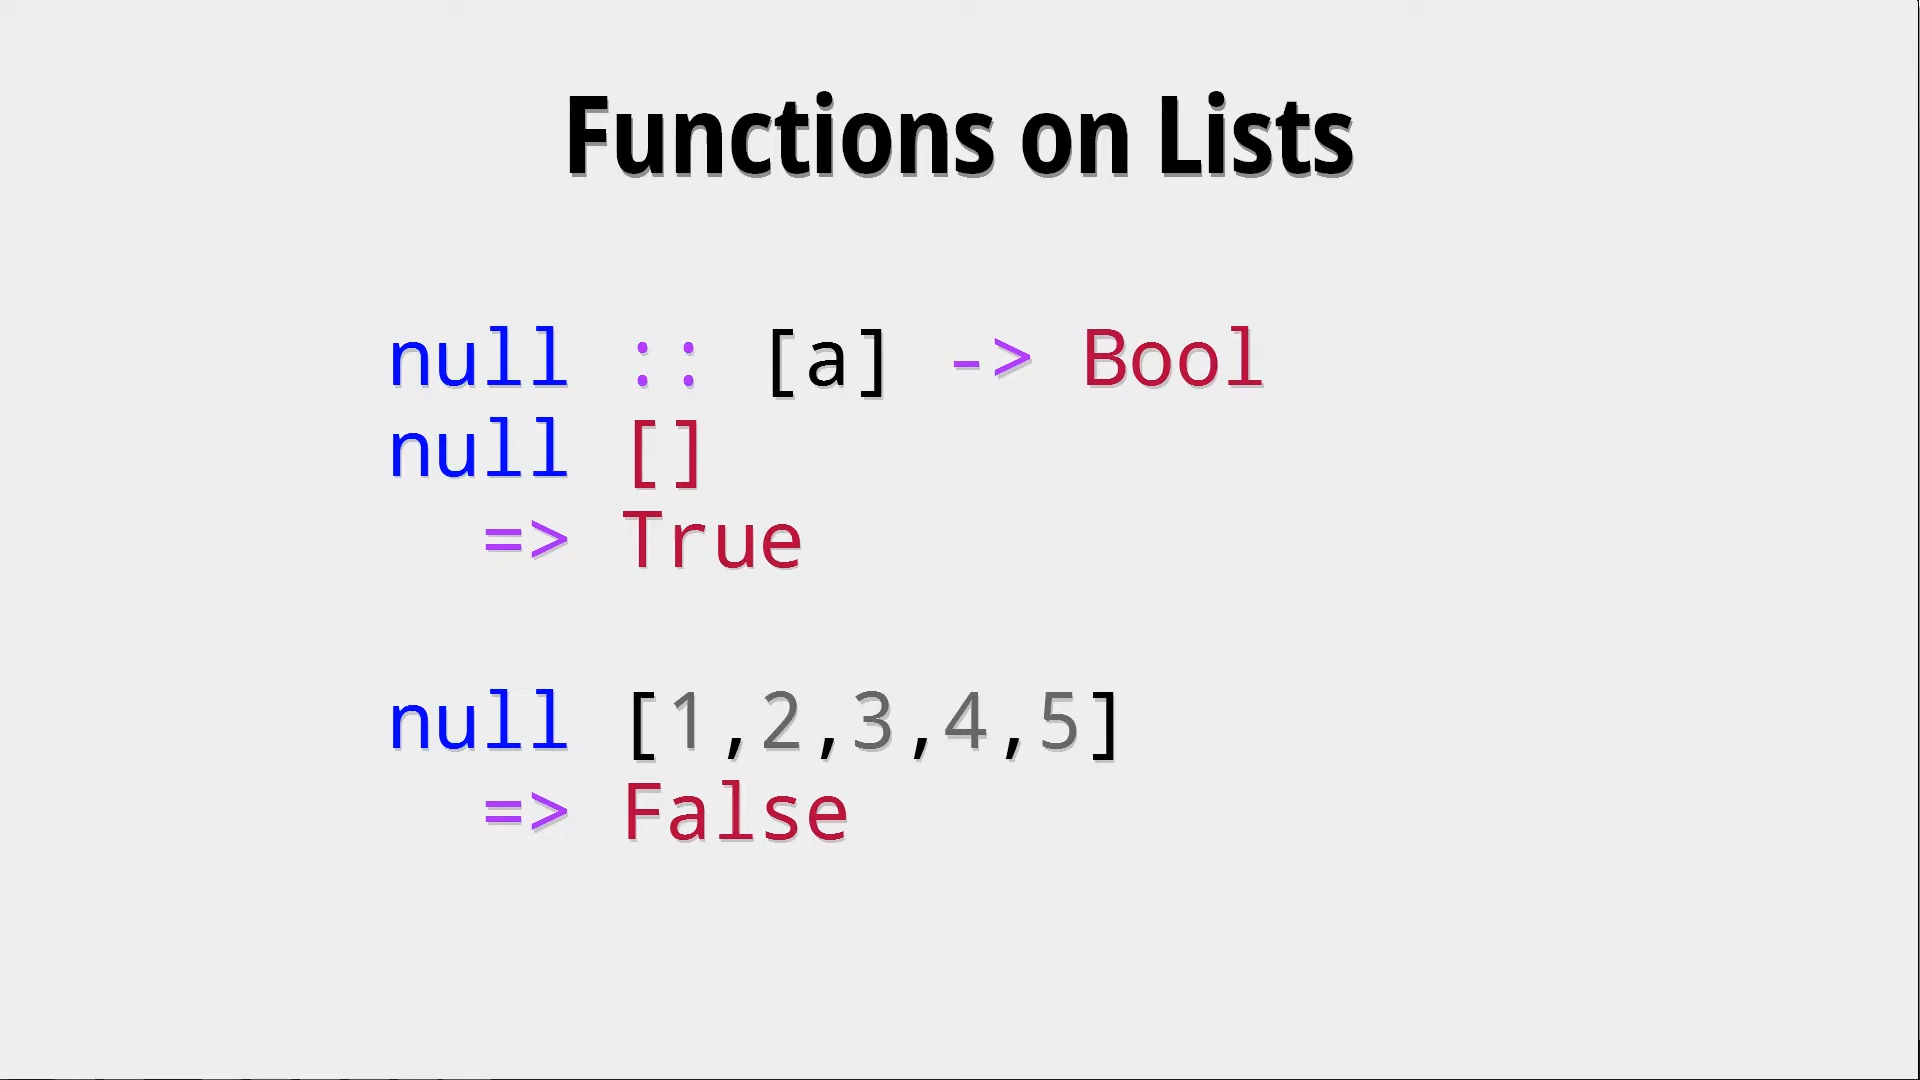 Functions on Lists
null :: [a] -> Bool
null []
=> True
null [1,2,3,4,5]
=> False